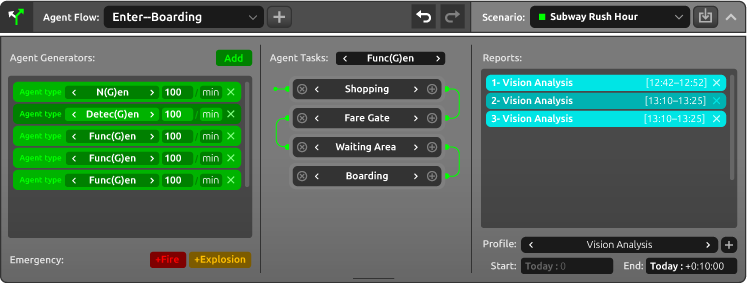 Agent Flow: Enter--Boarding
Scenario: Subway Rush Hour
Agent Generators: Add
Agent type N(G)en 100 / min
Agent type Detec(G)en 100 / min
Agent type Func(G)en 100 / min
Agent type Func(G)en 100 / min
Agent type Func(G)en 100 / min
Emergency: +Fire +Explosion
Agent Tasks: Func(G)en
Shopping
Fare Gate
Waiting Area
Boarding
Reports:
1- Vision Analysis [12:42–12:52]
2- Vision Analysis [13:10–13:25]
3- Vision Analysis [13:10–13:25]
Profile: Vision Analysis
Start: Today : 0 End: Today : +0:10:00